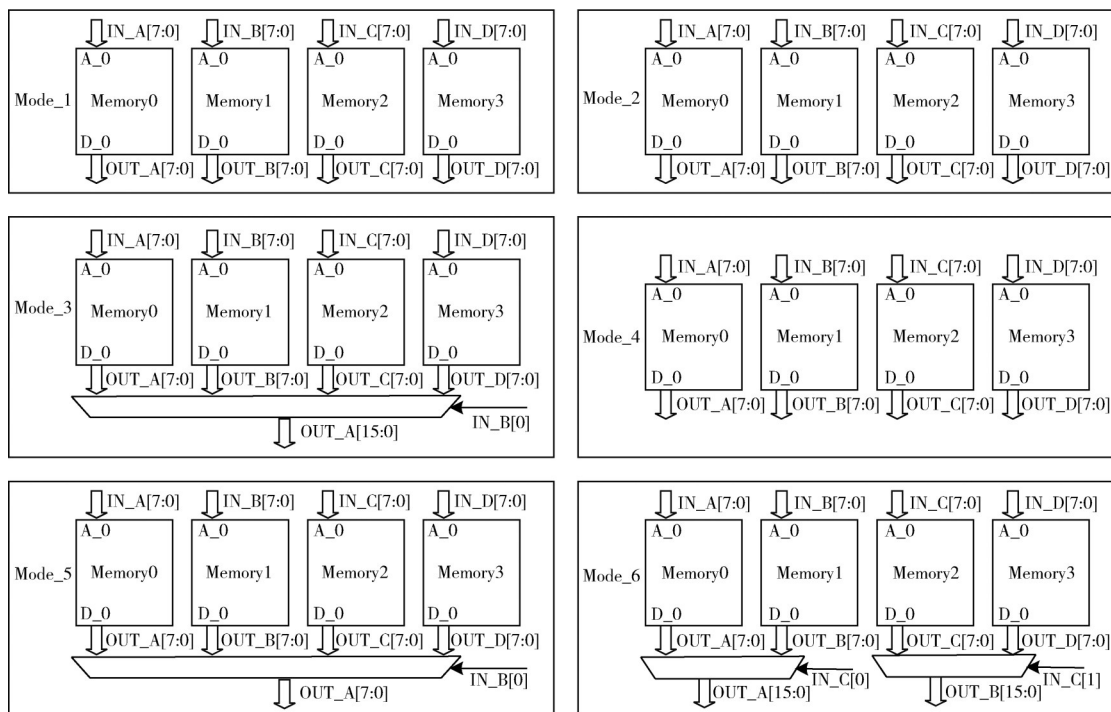 IN_A[7:0] IN_B[7:0] IN_C[7:0] IN_D[7:0]
A_0 A_0 A_0 A_0
Mode_1 Memory0 Memory1 Memory2 Memory3
D_0 D_0 D_0 D_0
OUT_A[7:0] OUT_B[7:0] OUT_C[7:0] OUT_D[7:0]
IN_A[7:0] IN_B[7:0] IN_C[7:0] IN_D[7:0]
A_0 A_0 A_0 A_0
Mode_2 Memory0 Memory1 Memory2 Memory3
D_0 D_0 D_0 D_0
OUT_A[7:0] OUT_B[7:0] OUT_C[7:0] OUT_D[7:0]
IN_A[7:0] IN_B[7:0] IN_C[7:0] IN_D[7:0]
A_0 A_0 A_0 A_0
Mode_3 Memory0 Memory1 Memory2 Memory3
D_0 D_0 D_0 D_0
OUT_A[7:0] OUT_B[7:0] OUT_C[7:0] OUT_D[7:0]
IN_B[0]
OUT_A[15:0]
IN_A[7:0] IN_B[7:0] IN_C[7:0] IN_D[7:0]
A_0 A_0 A_0 A_0
Mode_4 Memory0 Memory1 Memory2 Memory3
D_0 D_0 D_0 D_0
OUT_A[7:0] OUT_B[7:0] OUT_C[7:0] OUT_D[7:0]
IN_A[7:0] IN_B[7:0] IN_C[7:0] IN_D[7:0]
A_0 A_0 A_0 A_0
Mode_5 Memory0 Memory1 Memory2 Memory3
D_0 D_0 D_0 D_0
OUT_A[7:0] OUT_B[7:0] OUT_C[7:0] OUT_D[7:0]
IN_B[0]
OUT_A[7:0]
IN_A[7:0] IN_B[7:0] IN_C[7:0] IN_D[7:0]
A_0 A_0 A_0 A_0
Mode_6 Memory0 Memory1 Memory2 Memory3
D_0 D_0 D_0 D_0
OUT_A[7:0] OUT_B[7:0] OUT_C[7:0] OUT_D[7:0]
IN_C[0] IN_C[1]
OUT_A[15:0] OUT_B[15:0]